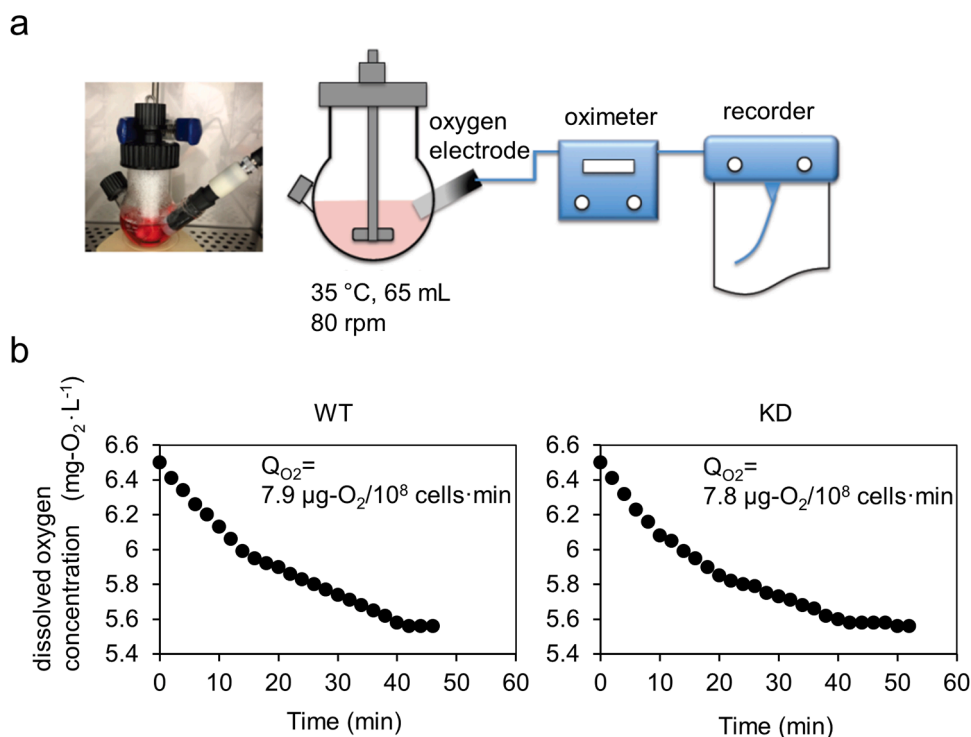 a
oxygen
electrode
oximeter
recorder
35 °C, 65 mL
80 rpm
b
dissolved oxygen
concentration (mg-O₂·L⁻¹)
WT
6.6
6.4
6.2
6
5.8
5.6
5.4
Q_O2=
7.9 µg-O₂/10⁸ cells·min
0 10 20 30 40 50 60
Time (min)
KD
6.6
6.4
6.2
6
5.8
5.6
5.4
Q_O2=
7.8 µg-O₂/10⁸ cells·min
0 10 20 30 40 50 60
Time (min)